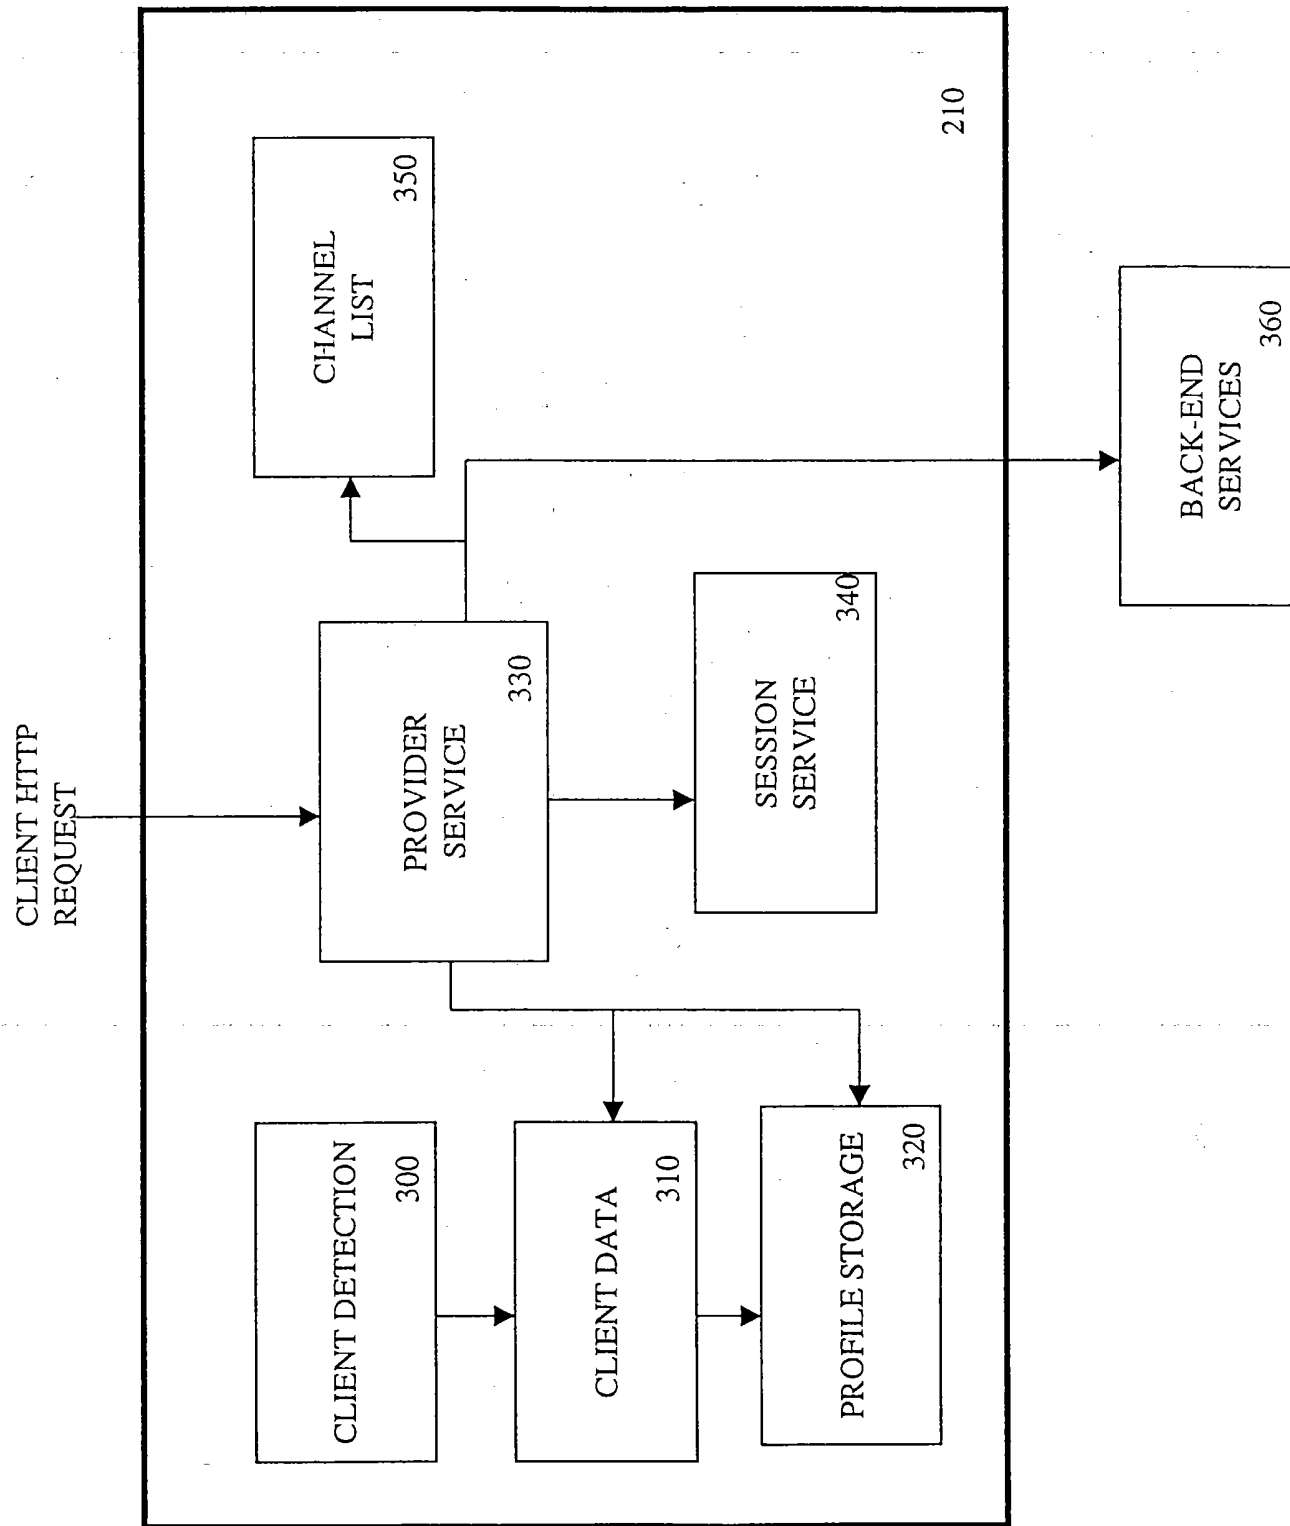 CLIENT HTTP
REQUEST
CLIENT DETECTION
300
CLIENT DATA
310
PROFILE STORAGE
320
PROVIDER
SERVICE
330
SESSION
SERVICE
340
CHANNEL
LIST
350
210
BACK-END
SERVICES
360